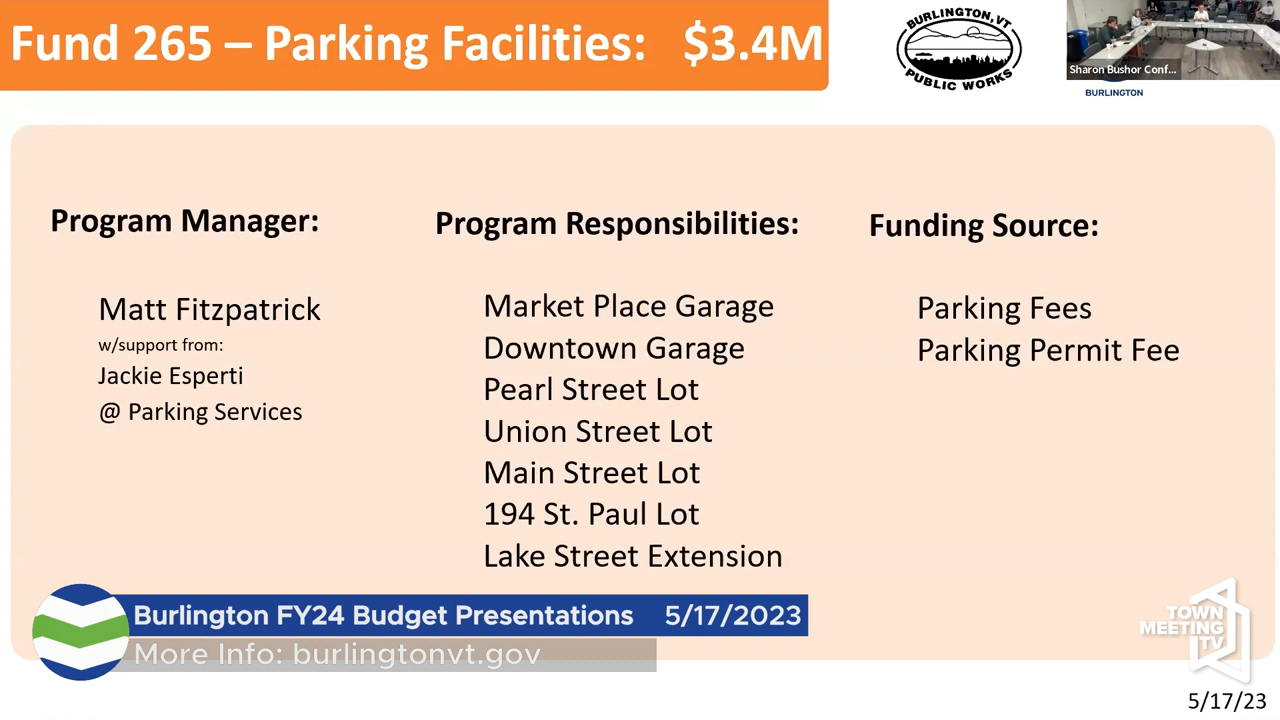 Fund 265 – Parking Facilities: $3.4M
BURLINGTON, VT
PUBLIC WORKS
Sharon Bushor Conf...
BURLINGTON
Program Manager:
Matt Fitzpatrick
w/support from:
Jackie Esperti
@ Parking Services
Program Responsibilities:
Market Place Garage
Downtown Garage
Pearl Street Lot
Union Street Lot
Main Street Lot
194 St. Paul Lot
Lake Street Extension
Funding Source:
Parking Fees
Parking Permit Fee
Burlington FY24 Budget Presentations 5/17/2023
More Info: burlingtonvt.gov
TOWN
MEETING
TV
5/17/23